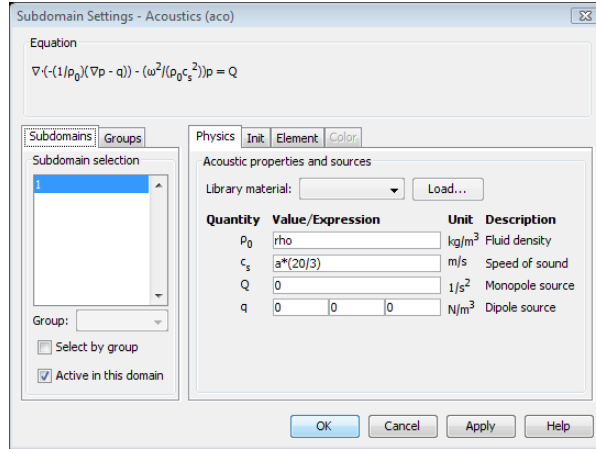 Subdomain Settings - Acoustics (aco)
Equation
∇·(-(1/ρ₀)(∇p - q)) - (ω²/(ρ₀cₛ²))p = Q
Subdomains Groups
Subdomain selection
1
Group:
Select by group
Active in this domain
Physics Init Element Color
Acoustic properties and sources
Library material: Load...
Quantity Value/Expression Unit Description
ρ₀ rho kg/m³ Fluid density
cₛ a*(20/3) m/s Speed of sound
Q 0 1/s² Monopole source
q 0 0 0 N/m³ Dipole source
OK Cancel Apply Help